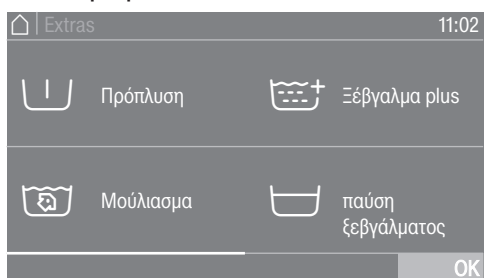 Extras
11:02
Πρόπλυση
Ξέβγαλμα plus
Μούλιασμα
παύση
ξεβγάλματος
OK